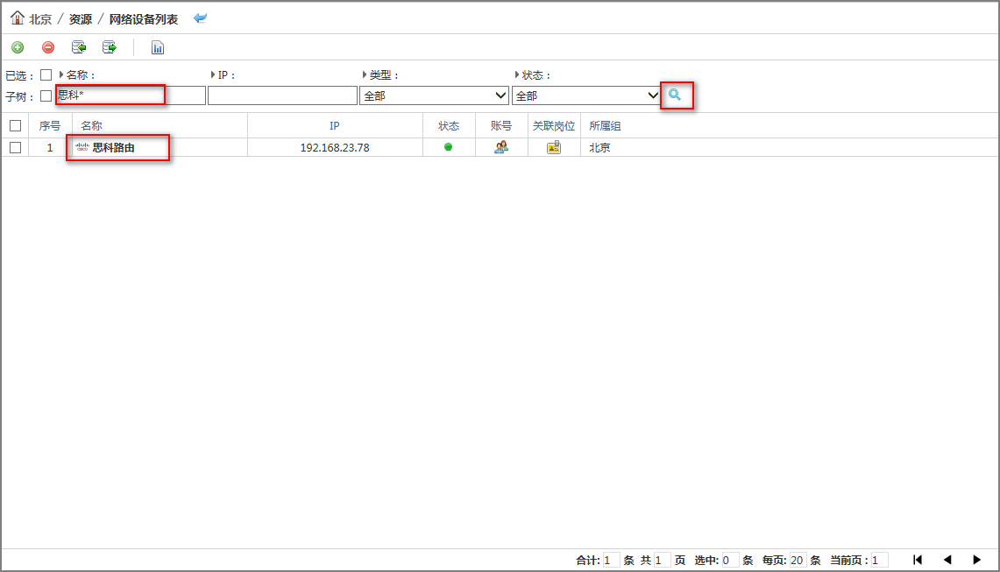 北京 / 资源 / 网络设备列表
已选： 名称： IP： 类型： 状态：
子树： 思科* 全部 全部
序号 名称 IP 状态 账号 关联岗位 所属组
1 思科路由 192.168.23.78 北京
合计: 1 条 共 1 页 选中: 0 条 每页: 20 条 当前页： 1